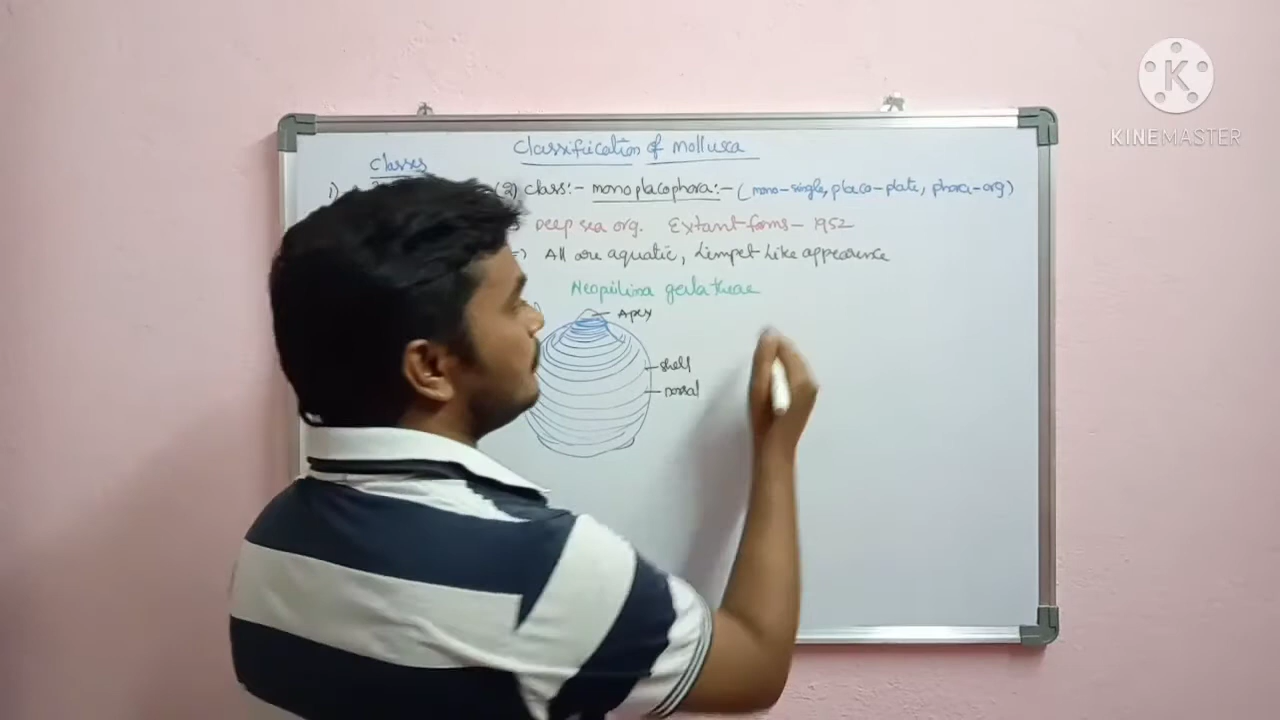 Classification of Mollusca
Classes
1)
(2) Class:- monoplacophora:- (mono-single, placo-plate, phora-org)
Deep sea org. Extant forms - 1952
All are aquatic, Limpet Like appearance
Neopilina galatheae
Apex
shell
Dorsal
K
KINEMASTER